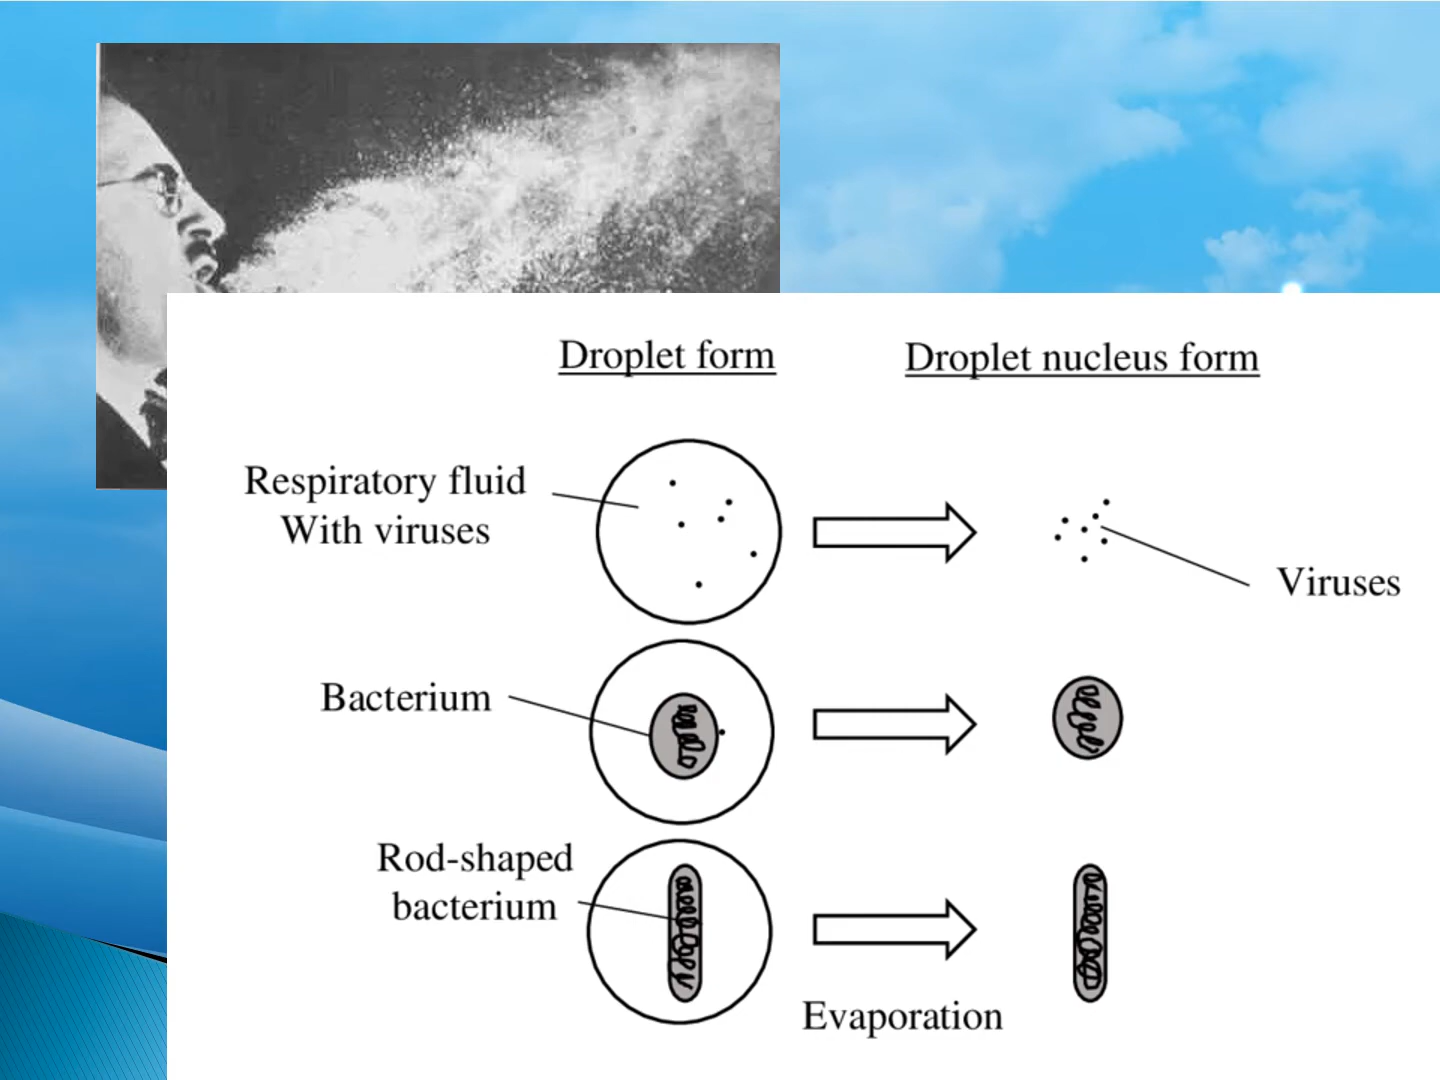 Droplet form
Droplet nucleus form
Respiratory fluid
With viruses
Viruses
Bacterium
Rod-shaped
bacterium
Evaporation